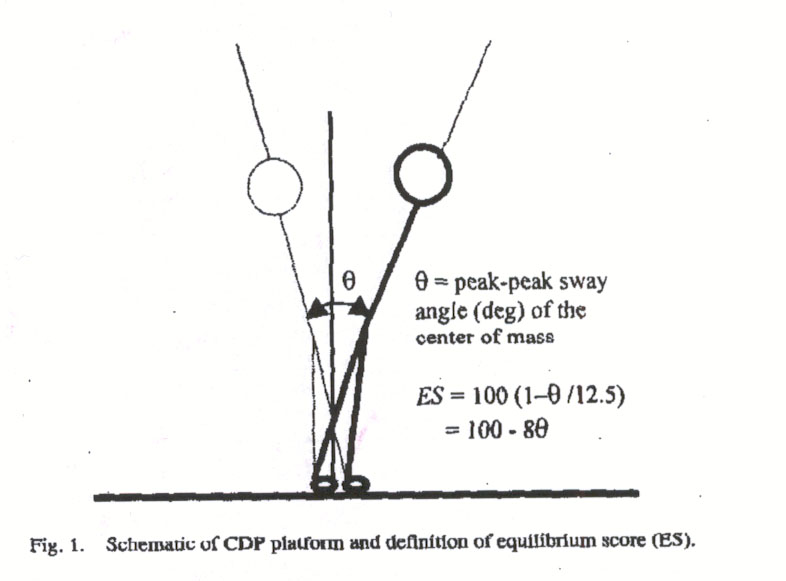 θ
θ = peak-peak sway
angle (deg) of the
center of mass
ES = 100 (1–θ /12.5)
= 100 - 8θ
Fig. 1. Schematic of CDP platform and definition of equilibrium score (ES).